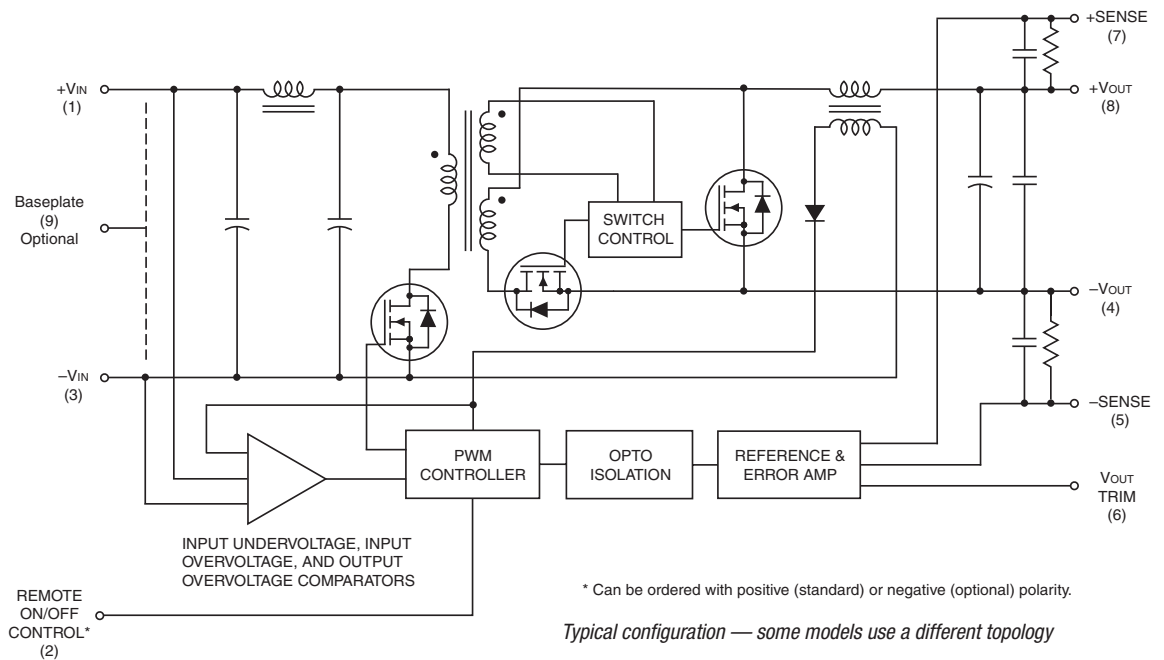 +SENSE
(7)
+VIN
(1)
+VOUT
(8)
Baseplate
(9)
Optional
SWITCH
CONTROL
–VOUT
(4)
–VIN
(3)
–SENSE
(5)
PWM
CONTROLLER
OPTO
ISOLATION
REFERENCE &
ERROR AMP
VOUT
TRIM
(6)
INPUT UNDERVOLTAGE, INPUT
OVERVOLTAGE, AND OUTPUT
OVERVOLTAGE COMPARATORS
REMOTE
ON/OFF
CONTROL*
(2)
* Can be ordered with positive (standard) or negative (optional) polarity.
Typical configuration — some models use a different topology